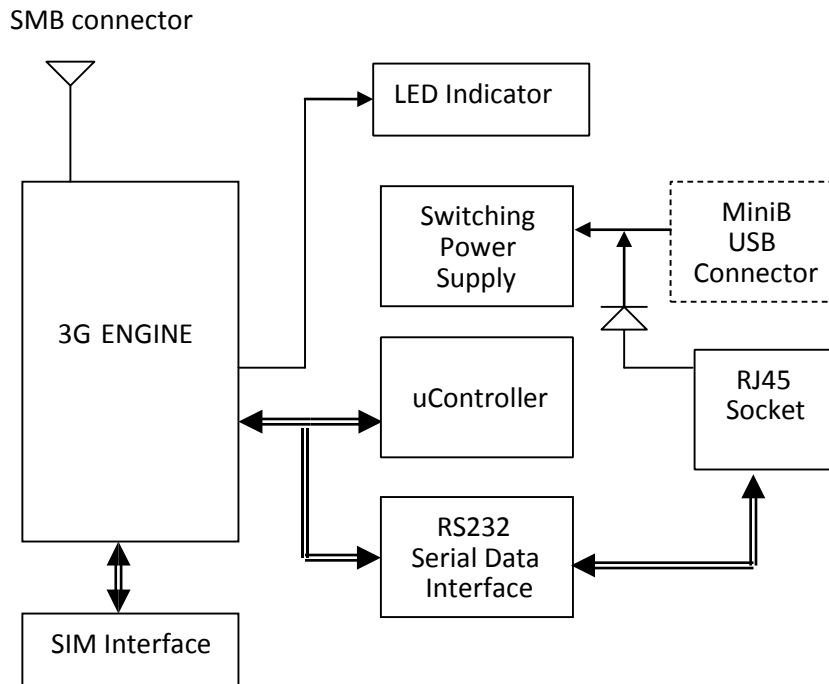 SMB connector
LED Indicator
Switching
Power
Supply
MiniB
USB
Connector
3G ENGINE
uController
RJ45
Socket
RS232
Serial Data
Interface
SIM Interface